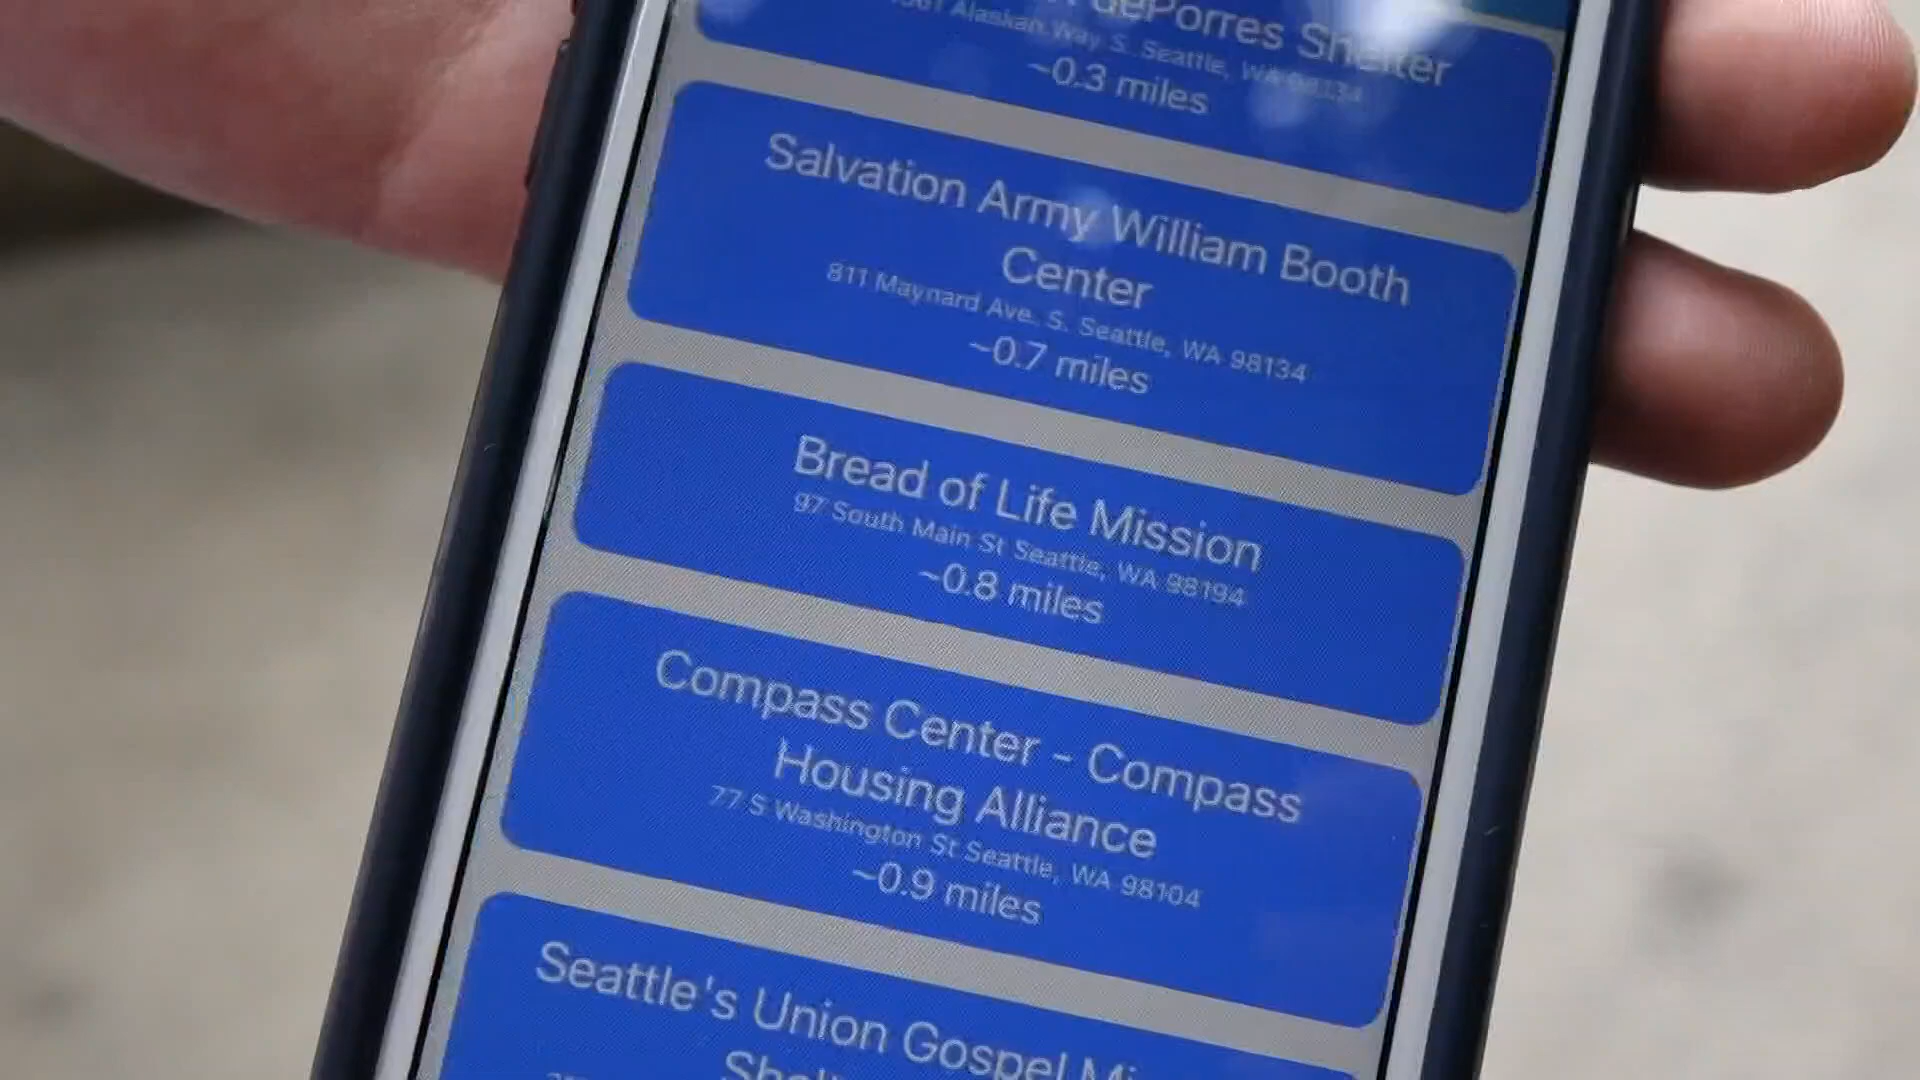 dePorres Shelter
Alaskan Way S. Seattle, WA 98134
~0.3 miles
Salvation Army William Booth
Center
811 Maynard Ave. S. Seattle, WA 98134
~0.7 miles
Bread of Life Mission
97 South Main St Seattle, WA 98194
~0.8 miles
Compass Center - Compass
Housing Alliance
77 S Washington St Seattle, WA 98104
~0.9 miles
Seattle's Union Gospel